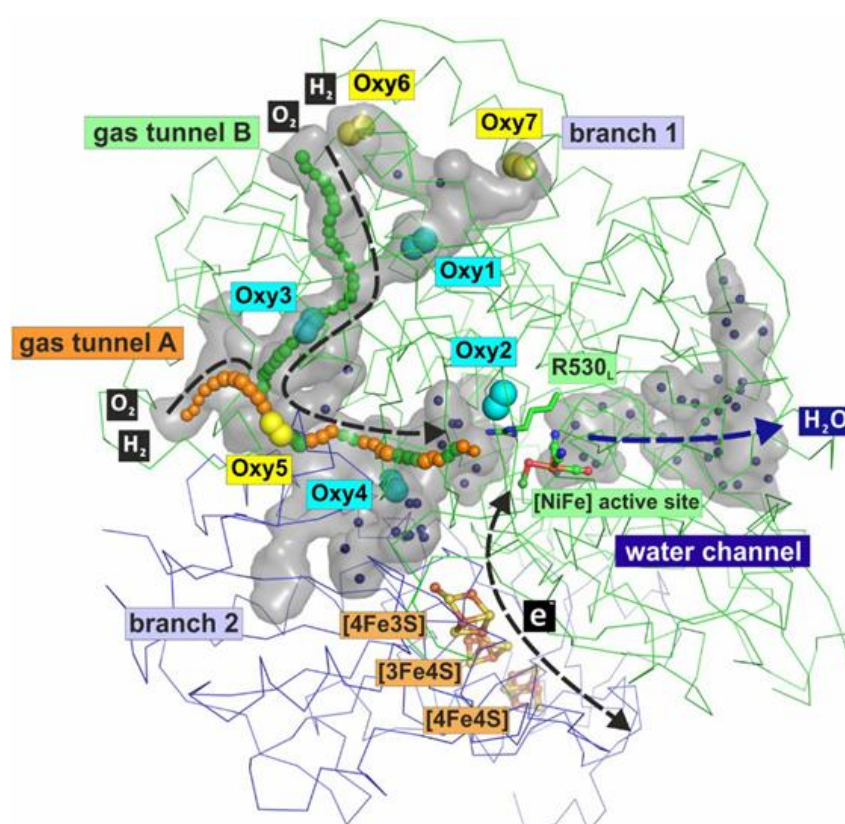 H₂
Oxy6
O₂
gas tunnel B
Oxy7
branch 1
Oxy1
Oxy3
gas tunnel A
Oxy2
R530L
O₂
H₂
H₂O
Oxy5
Oxy4
[NiFe] active site
water channel
branch 2
[4Fe3S]
e⁻
[3Fe4S]
[4Fe4S]